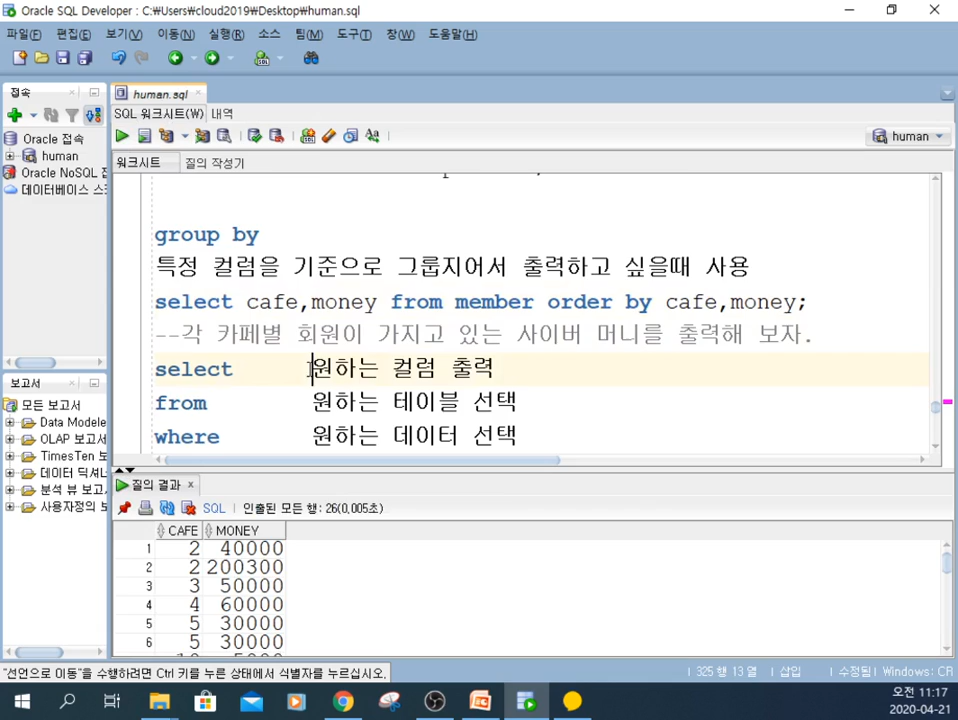 Oracle SQL Developer : C:₩Users₩cloud2019₩Desktop₩human.sql
파일(F) 편집(E) 보기(V) 이동(N) 실행(R) 소스 팀(M) 도구(T) 창(W) 도움말(H)
접속
human.sql
SQL 워크시트(W) 내역
Oracle 접속
human
Oracle NoSQL 접
데이터베이스 스
human
워크시트 질의 작성기
group by
특정 컬럼을 기준으로 그룹지어서 출력하고 싶을때 사용
select cafe,money from member order by cafe,money;
--각 카페별 회원이 가지고 있는 사이버 머니를 출력해 보자.
select 원하는 컬럼 출력
from 원하는 테이블 선택
where 원하는 데이터 선택
보고서
모든 보고서
Data Modele
OLAP 보고서
TimesTen 보
데이터 딕셔너
분석 뷰 보고
사용자정의 보
질의 결과
SQL 인출된 모든 행: 26(0,005초)
CAFE MONEY
1 2 40000
2 2 200300
3 3 50000
4 4 60000
5 5 30000
6 5 30000
"선언으로 이동"을 수행하려면 Ctrl 키를 누른 상태에서 식별자를 누르십시오,
325 행 13 열 삽입 수정됨 Windows: CR
오전 11:17
2020-04-21